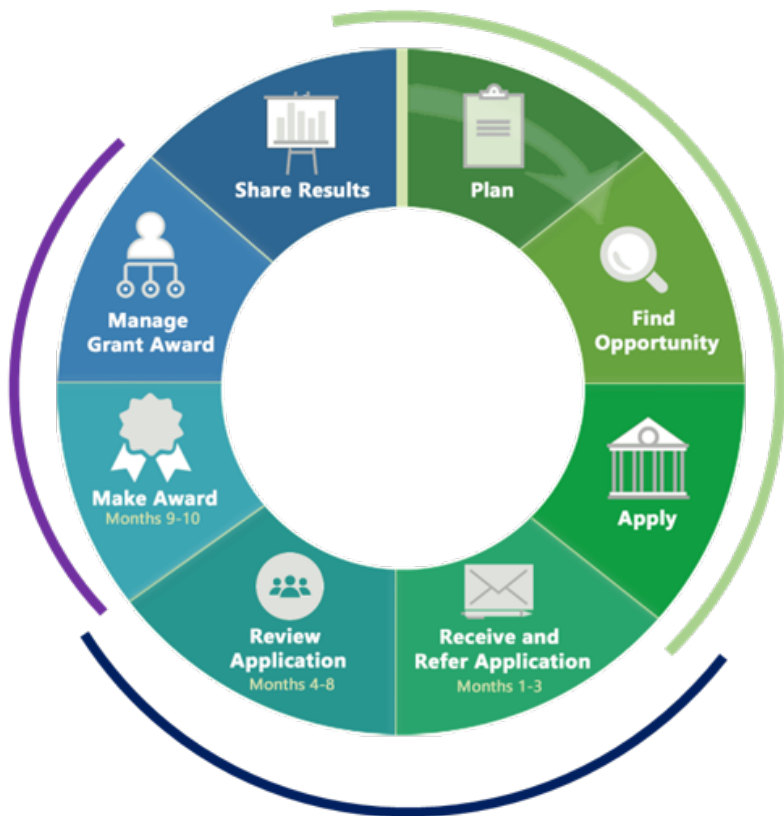 Plan
Find
Opportunity
Apply
Receive and
Refer Application
Months 1-3
Review
Application
Months 4-8
Make Award
Months 9-10
Manage
Grant Award
Share Results